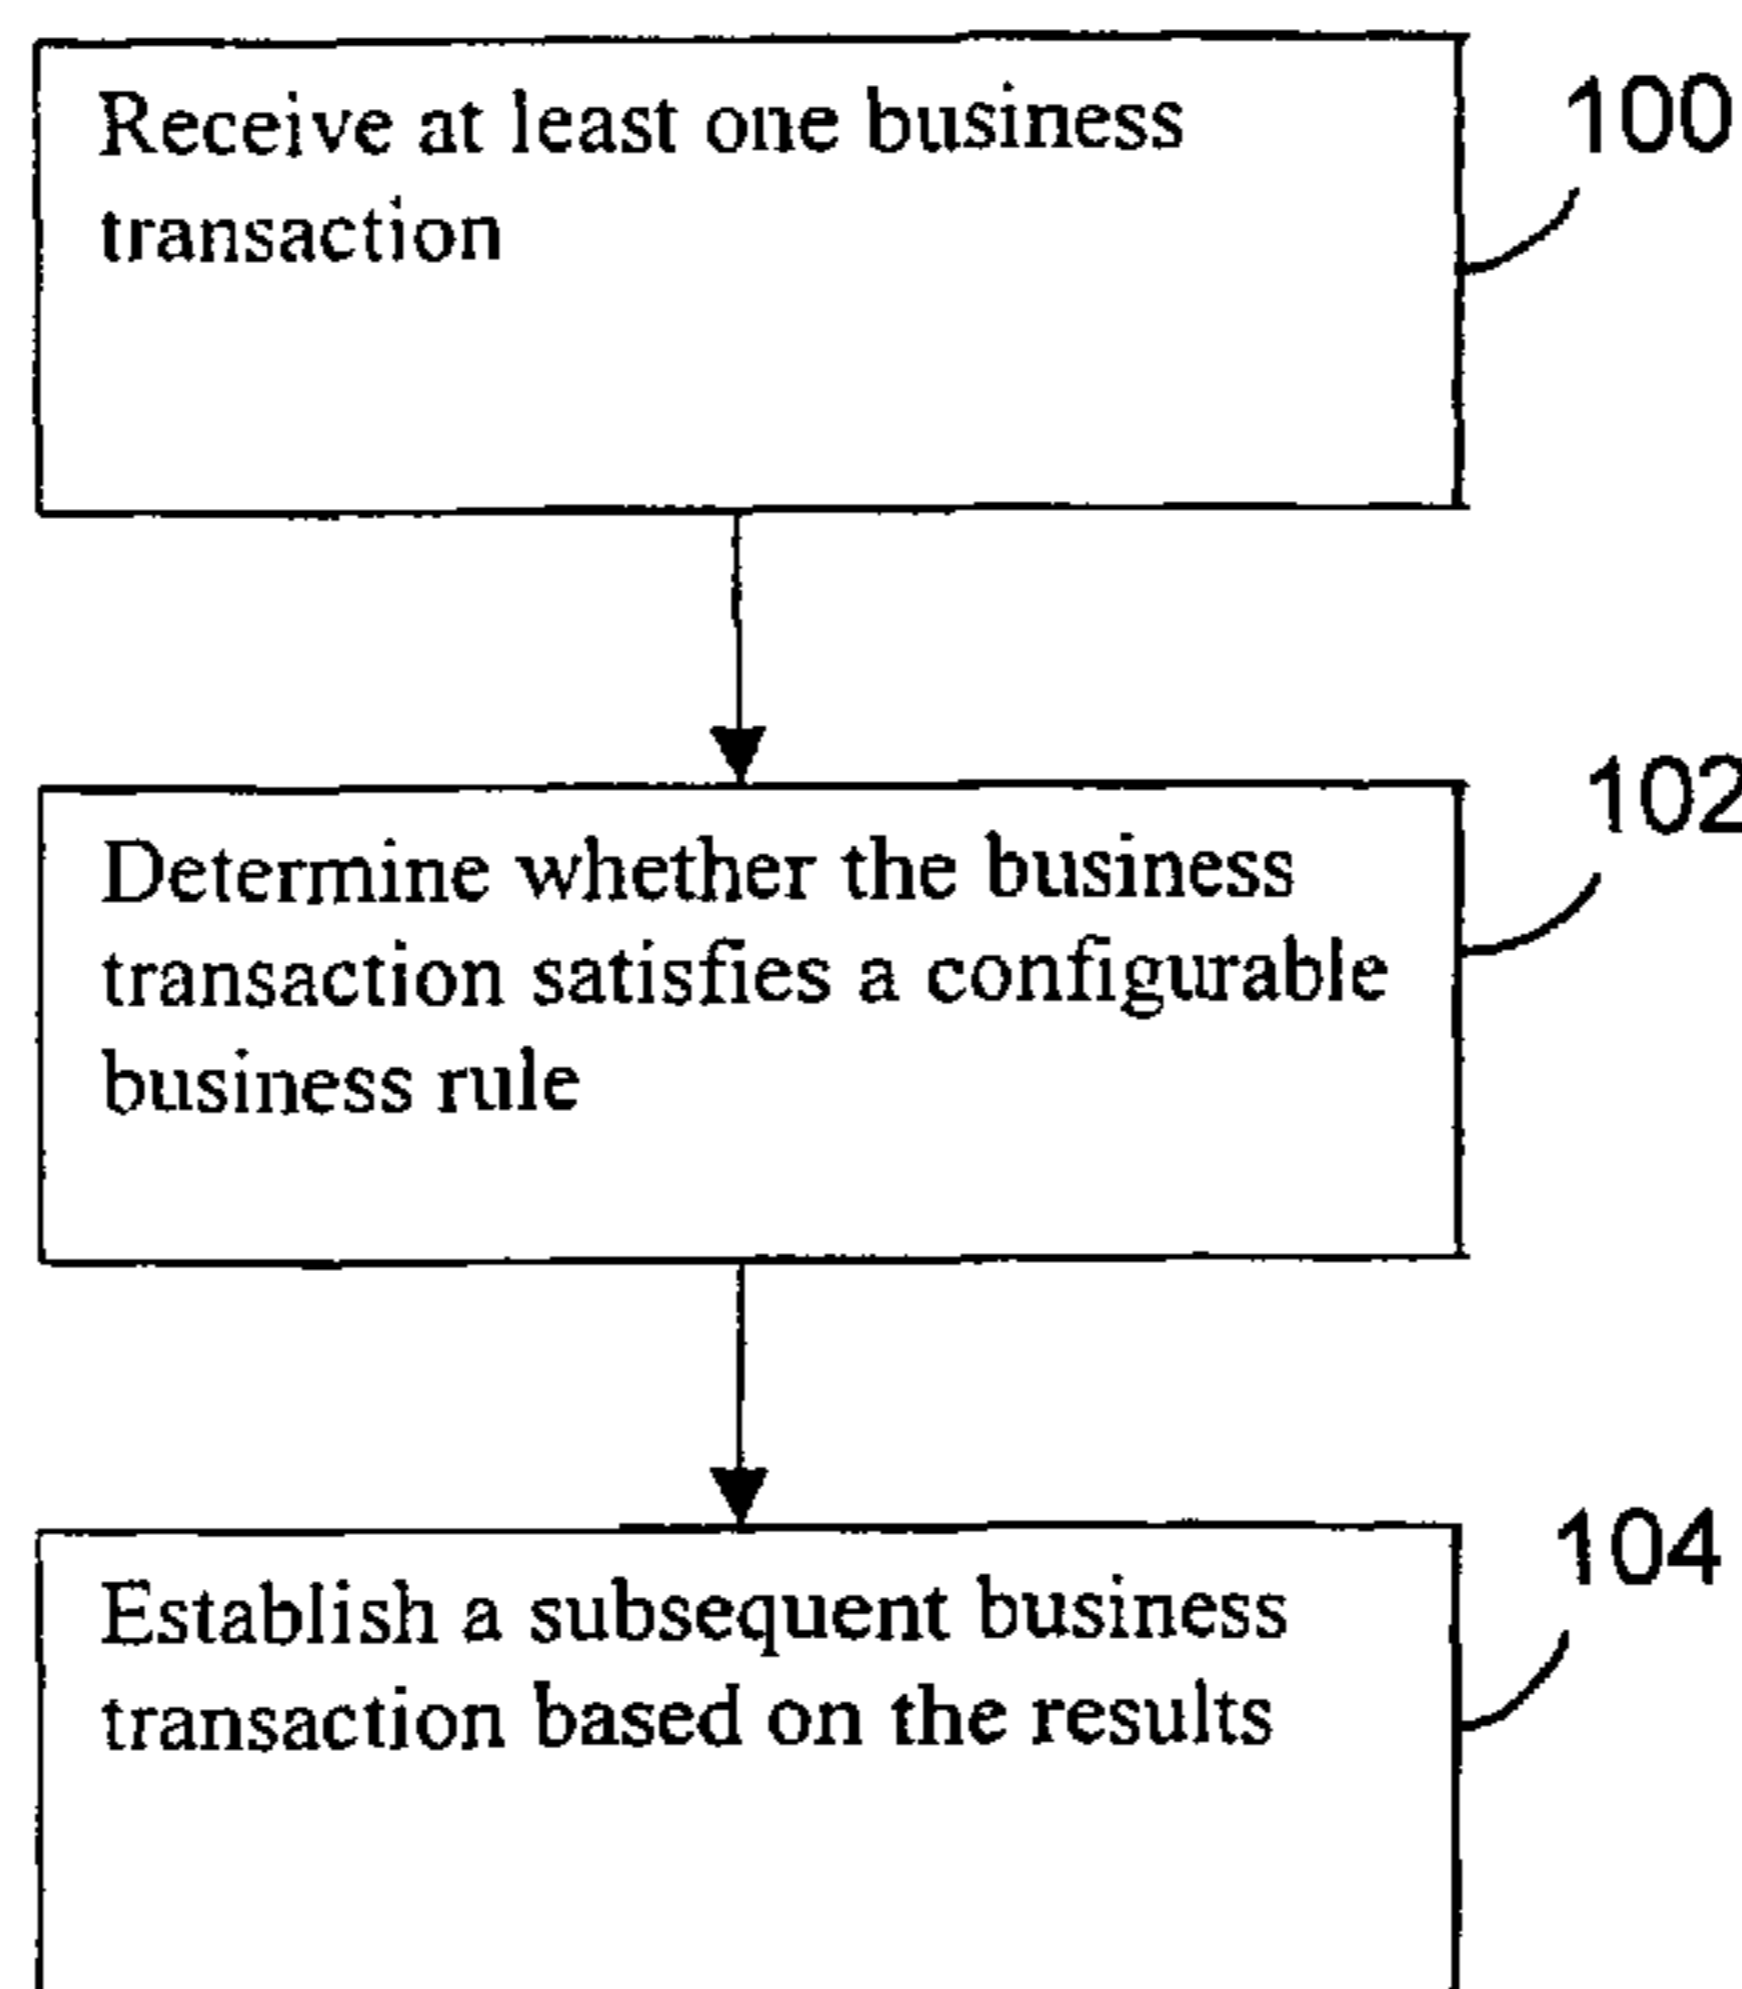 Receive at least one business
transaction
100
Determine whether the business
transaction satisfies a configurable
business rule
102
Establish a subsequent business
transaction based on the results
104